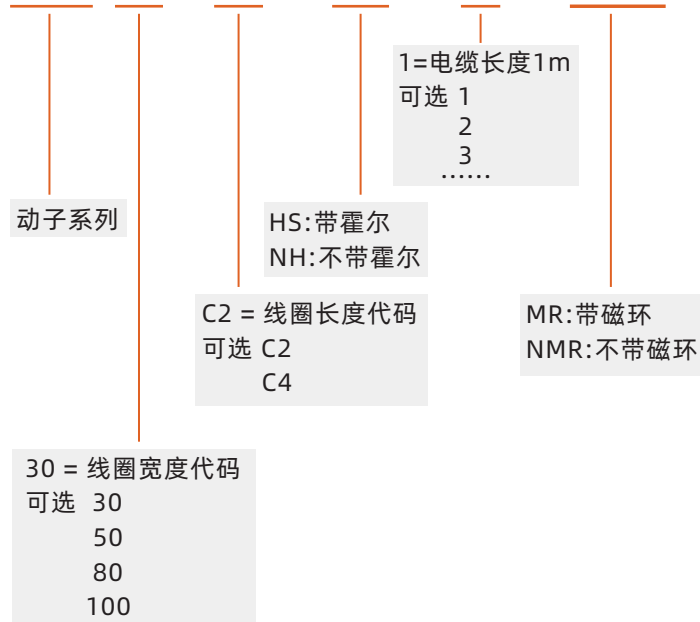 1=电缆长度1m
可选 1
2
3
······
动子系列
HS:带霍尔
NH:不带霍尔
C2 = 线圈长度代码
可选 C2
C4
MR:带磁环
NMR:不带磁环
30 = 线圈宽度代码
可选 30
50
80
100